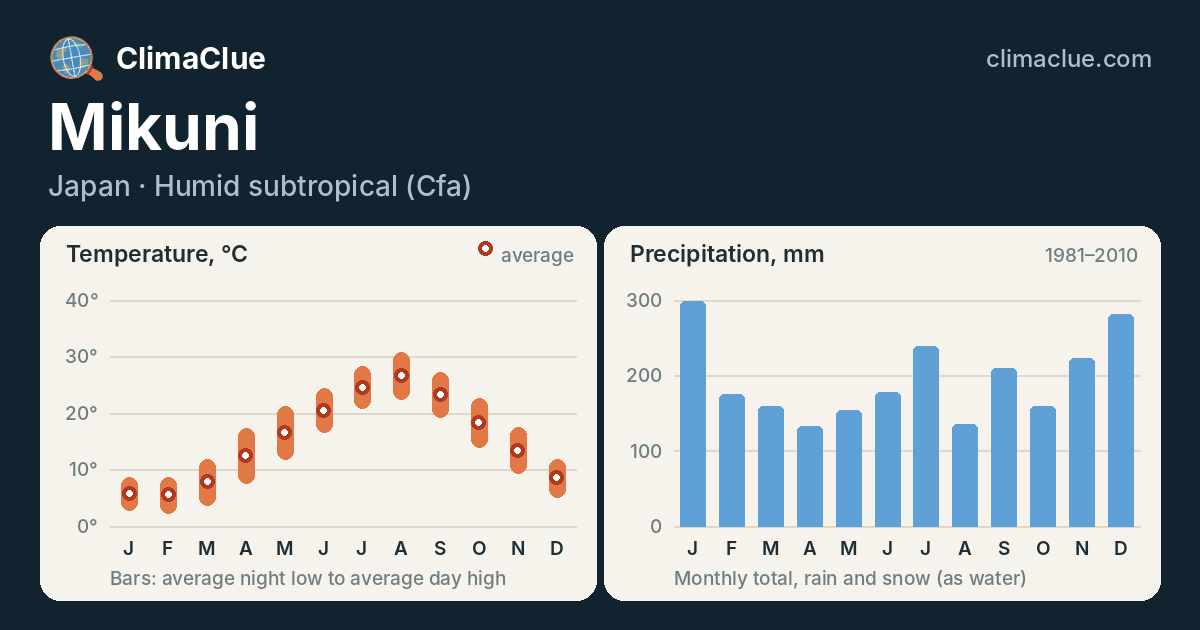 ClimaClue
climaclue.com
Mikuni
Japan · Humid subtropical (Cfa)
Temperature, °C
average
40°
30°
20°
10°
0°
J F M A M J J A S O N D
Bars: average night low to average day high
Precipitation, mm
1981–2010
300
200
100
0
J F M A M J J A S O N D
Monthly total, rain and snow (as water)